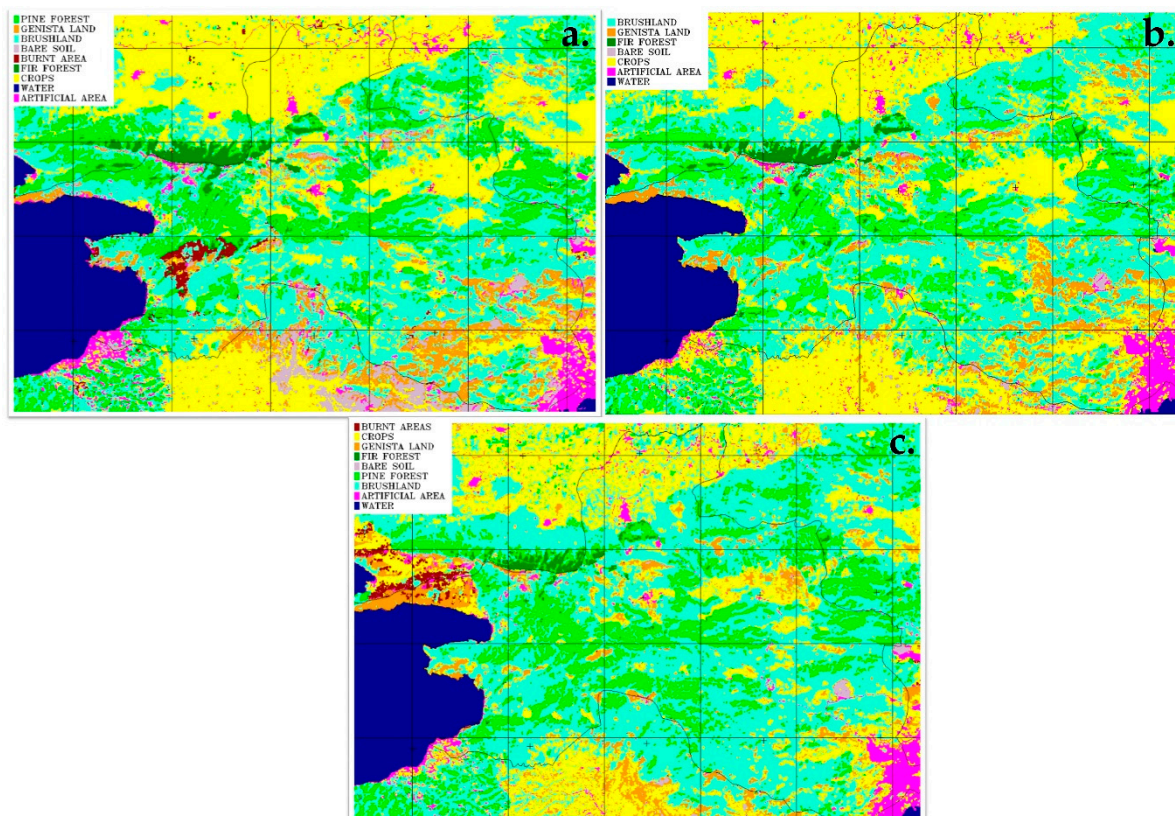 PINE FOREST
GENISTA LAND
BRUSHLAND
BARE SOIL
BURNT AREA
FIR FOREST
CROPS
WATER
ARTIFICIAL AREA
a.
BRUSHLAND
GENISTA LAND
FIR FOREST
BARE SOIL
CROPS
ARTIFICIAL AREA
WATER
b.
BURNT AREAS
CROPS
GENISTA LAND
FIR FOREST
BARE SOIL
PINE FOREST
BRUSHLAND
ARTIFICIAL AREA
WATER
c.